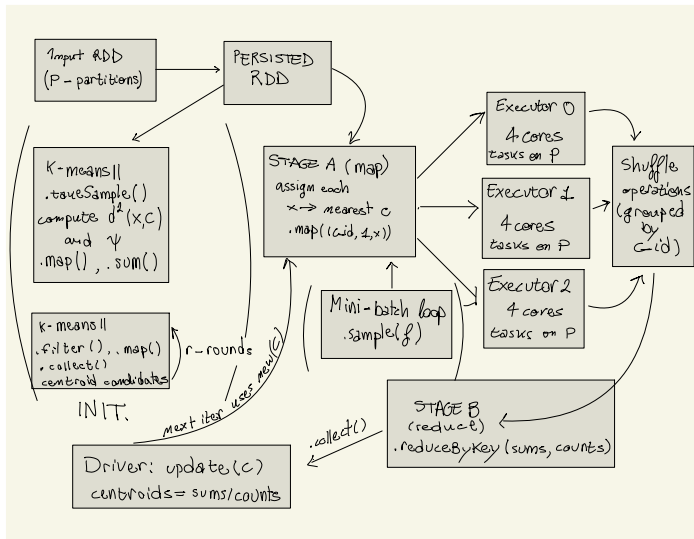 Input RDD
(P-partitions)
PERSISTED
RDD
K-means||
.takeSample()
compute d²(x,C)
and ψ
.map(), .sum()
K-means||
.filter(), .map()
.collect()
centroid candidates
r-rounds
INIT.
STAGE A (map)
assign each
x → nearest c
.map((cid, 1, x))
Mini-batch loop
.sample(f)
Executor 0
4 cores
tasks on P
Executor 1
4 cores
tasks on P
Executor 2
4 cores
tasks on P
Shuffle
operations
(grouped
by
c-id)
STAGE B
(reduce)
.reduceByKey(sums, counts)
.collect()
Driver: update(C)
centroids = sums/counts
next iter uses new(C)